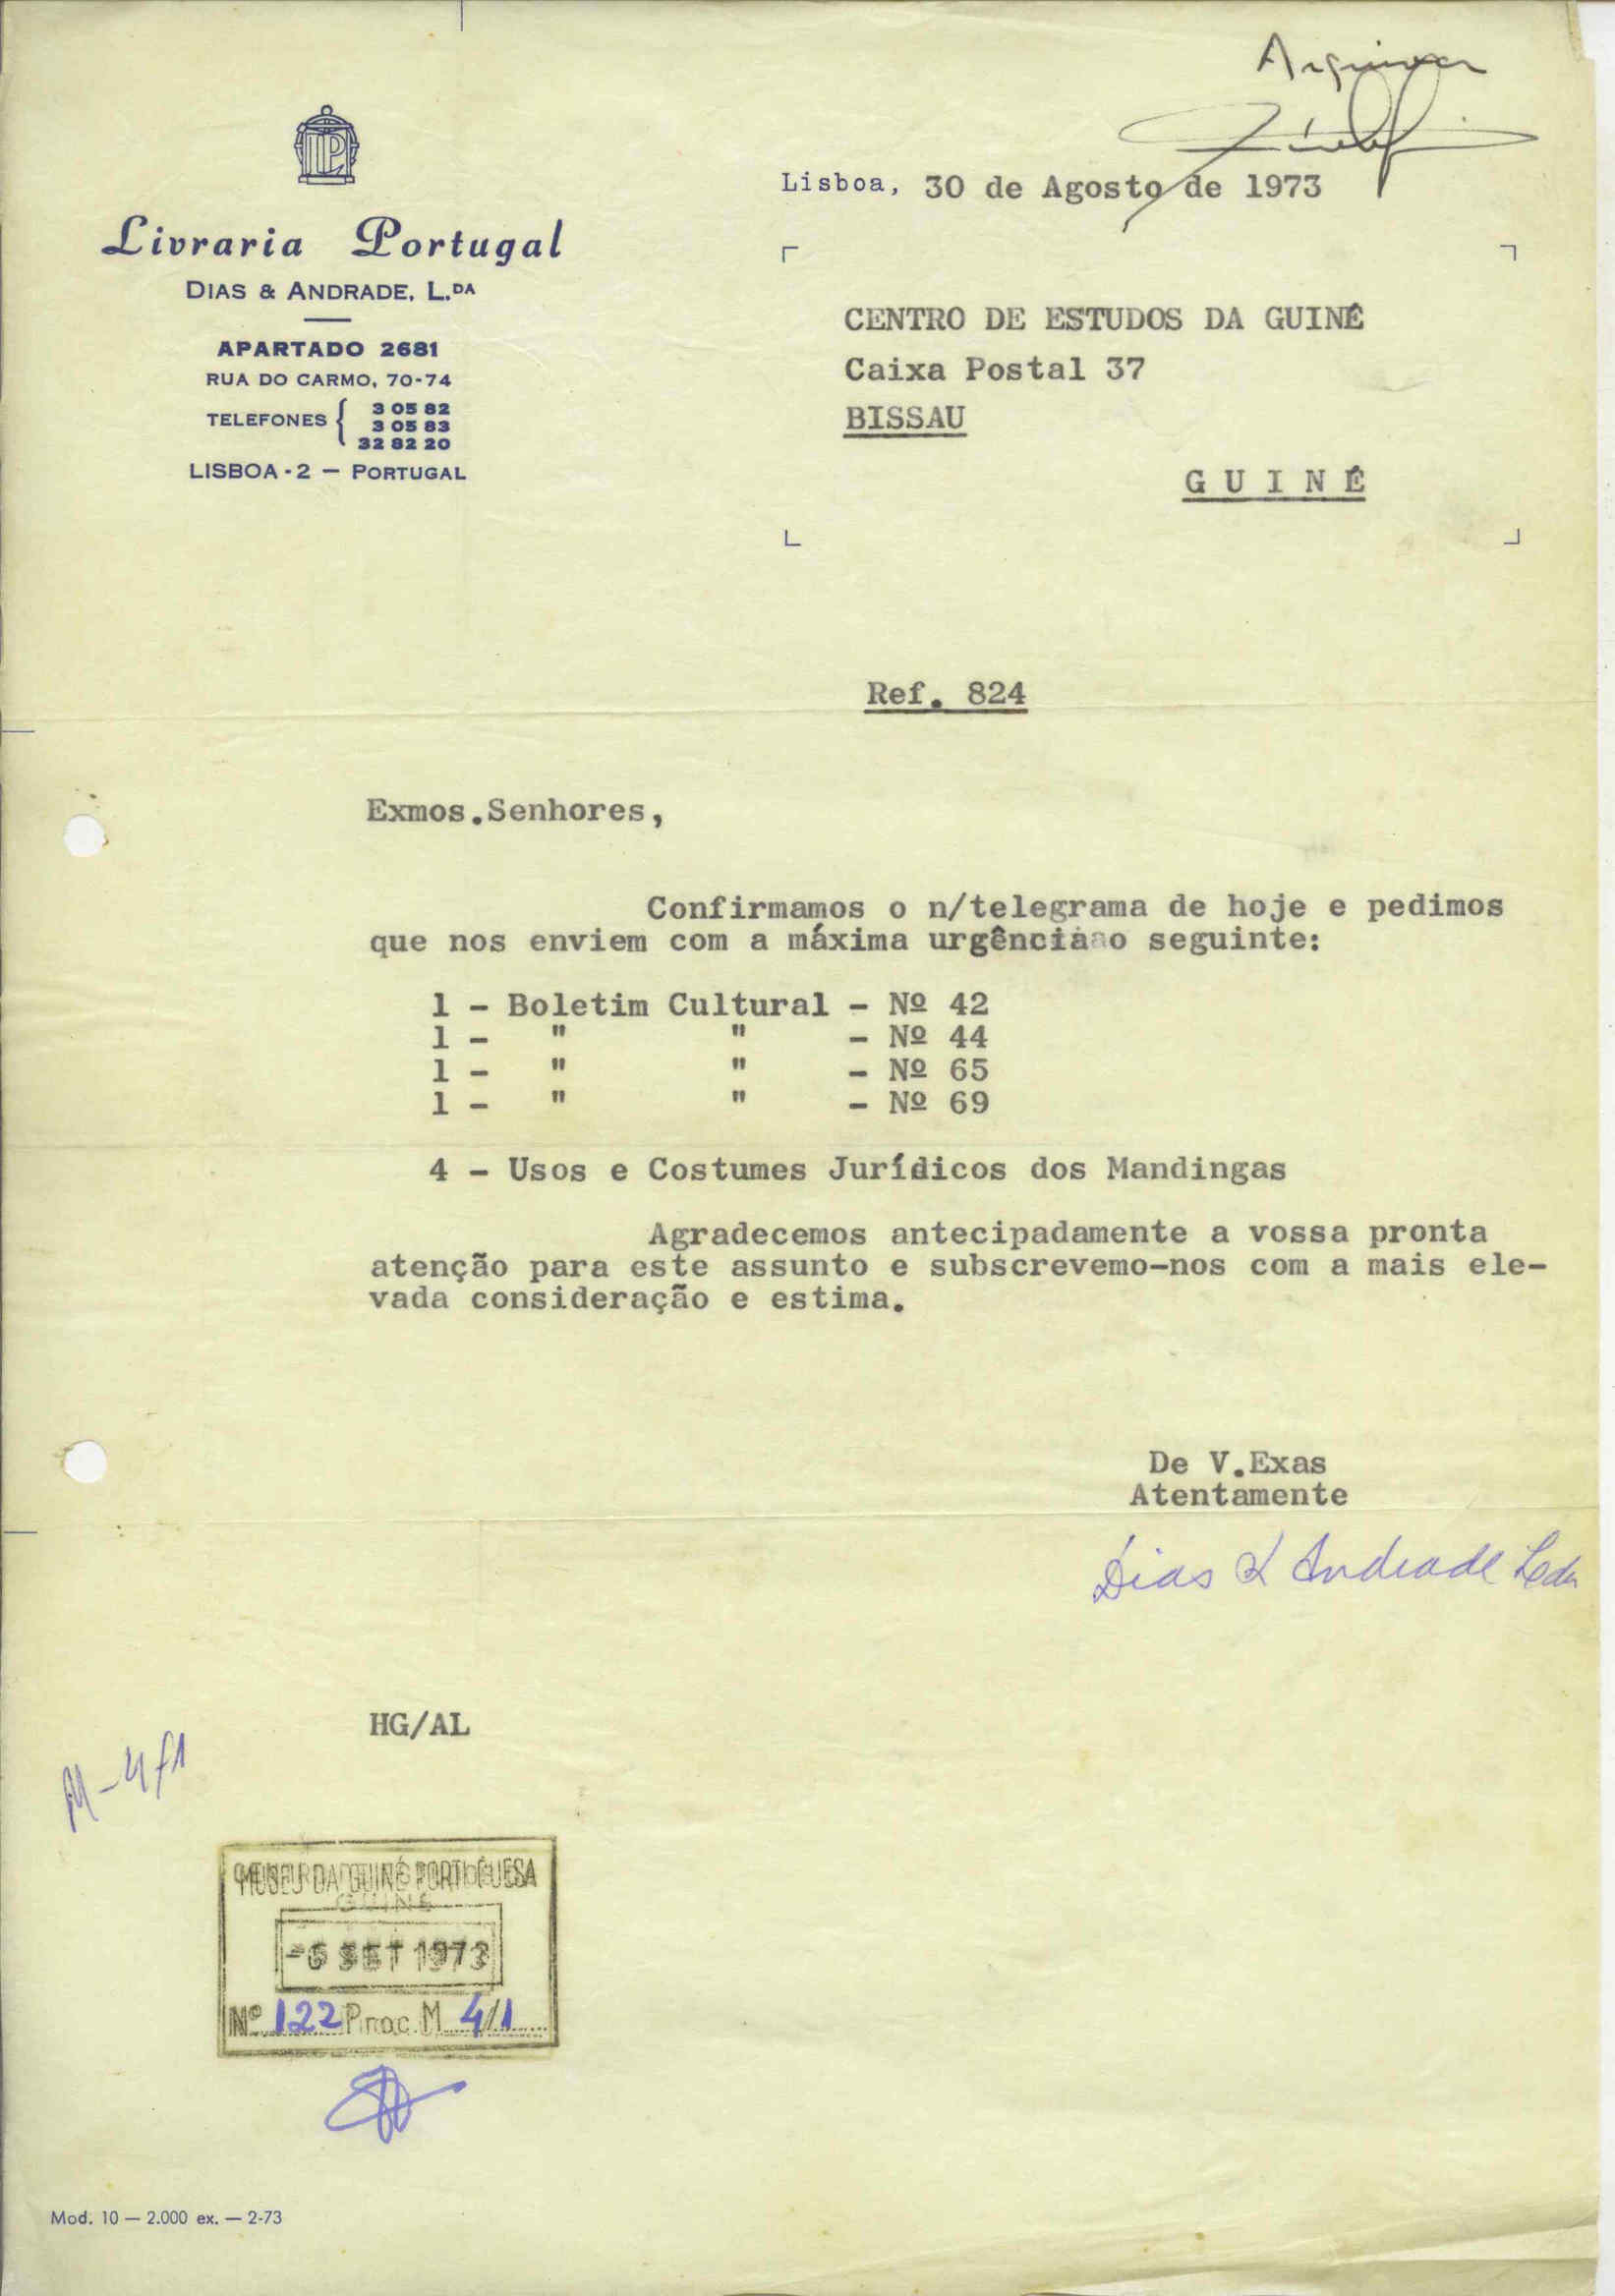 Arquivar
Livraria Portugal
DIAS & ANDRADE, L.DA
APARTADO 2681
RUA DO CARMO, 70-74
TELEFONES { 3 05 82
3 05 83
32 82 20
LISBOA - 2 — PORTUGAL
Lisboa, 30 de Agosto de 1973
CENTRO DE ESTUDOS DA GUINÉ
Caixa Postal 37
BISSAU
G U I N É
Ref. 824
Exmos.Senhores,
Confirmamos o n/telegrama de hoje e pedimos
que nos enviem com a máxima urgência o seguinte:
1 - Boletim Cultural - Nº 42
1 - " " - Nº 44
1 - " " - Nº 65
1 - " " - Nº 69
4 - Usos e Costumes Jurídicos dos Mandingas
Agradecemos antecipadamente a vossa pronta
atenção para este assunto e subscrevemo-nos com a mais ele-
vada consideração e estima.
De V.Exas
Atentamente
Dias & Andrade Lda
HG/AL
M-4/1
MUSEU DA GUINÉ PORTUGUESA
GUINÉ
-6 SET 1973
Nº 122 Proc. M 4/1
Mod. 10 — 2.000 ex. — 2-73